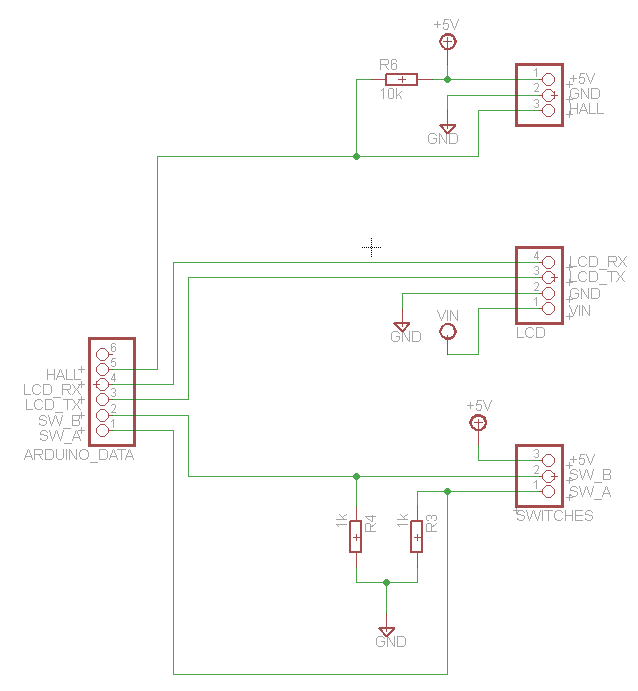 +5V
R6
10k
1
2
3
+5V
GND
HALL
GND
4
3
2
1
LCD_RX
LCD_TX
GND
VIN
LCD
GND
VIN
6
5
4
3
2
1
HALL
LCD_RX
LCD_TX
SW_B
SW_A
ARDUINO_DATA
+5V
3
2
1
+5V
SW_B
SW_A
SWITCHES
1k
R4
1k
R3
GND